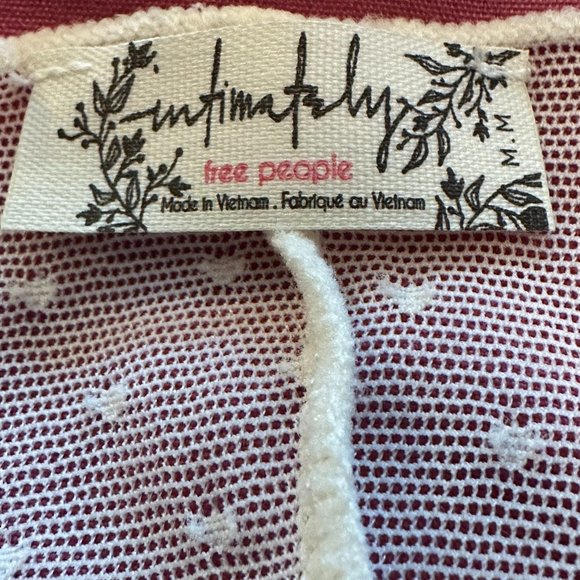 intimately
free people
Made in Vietnam . Fabriqué au Vietnam
M. M